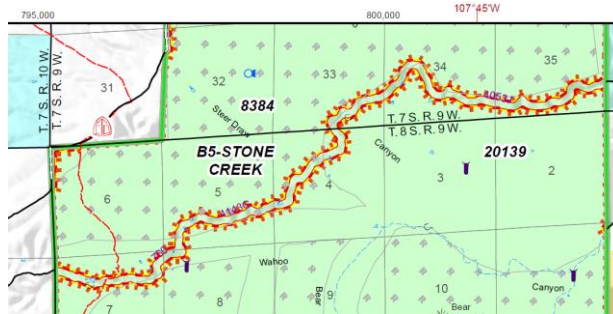 795,000
800,000
107°45'W
34
35
33
32
31
T. 7 S. R. 10 W.
T. 7 S. R. 9 W.
8384
Steer Draw
T. 7 S. R. 9 W.
T. 8 S. R. 9 W.
B5-STONE
CREEK
Canyon
20139
3
2
4
5
6
Wahoo
7
8
9
10
Bear
Bear
Canyon